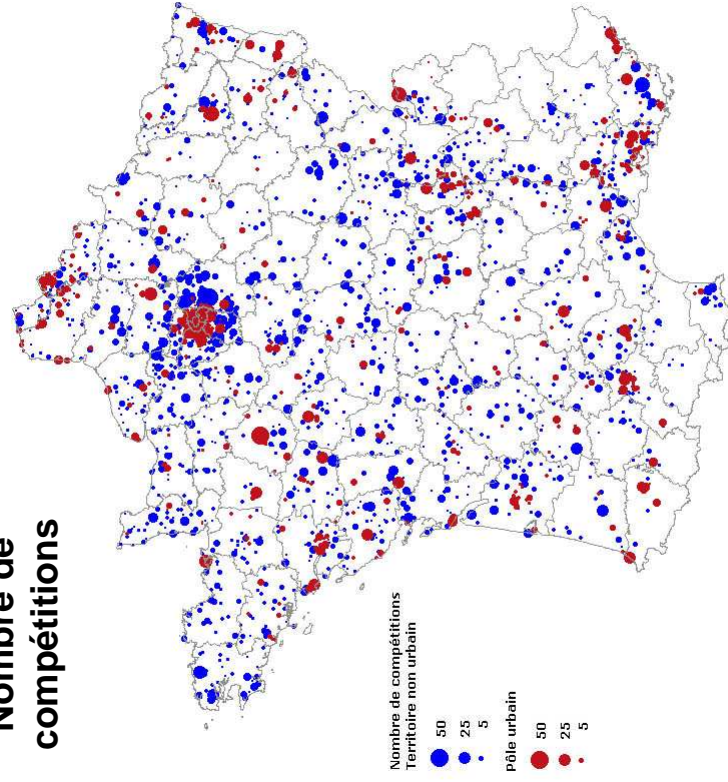 Nombre de
compétitions
Nombre de compétitions
Territoire non urbain
50
25
5
Pôle urbain
50
25
5